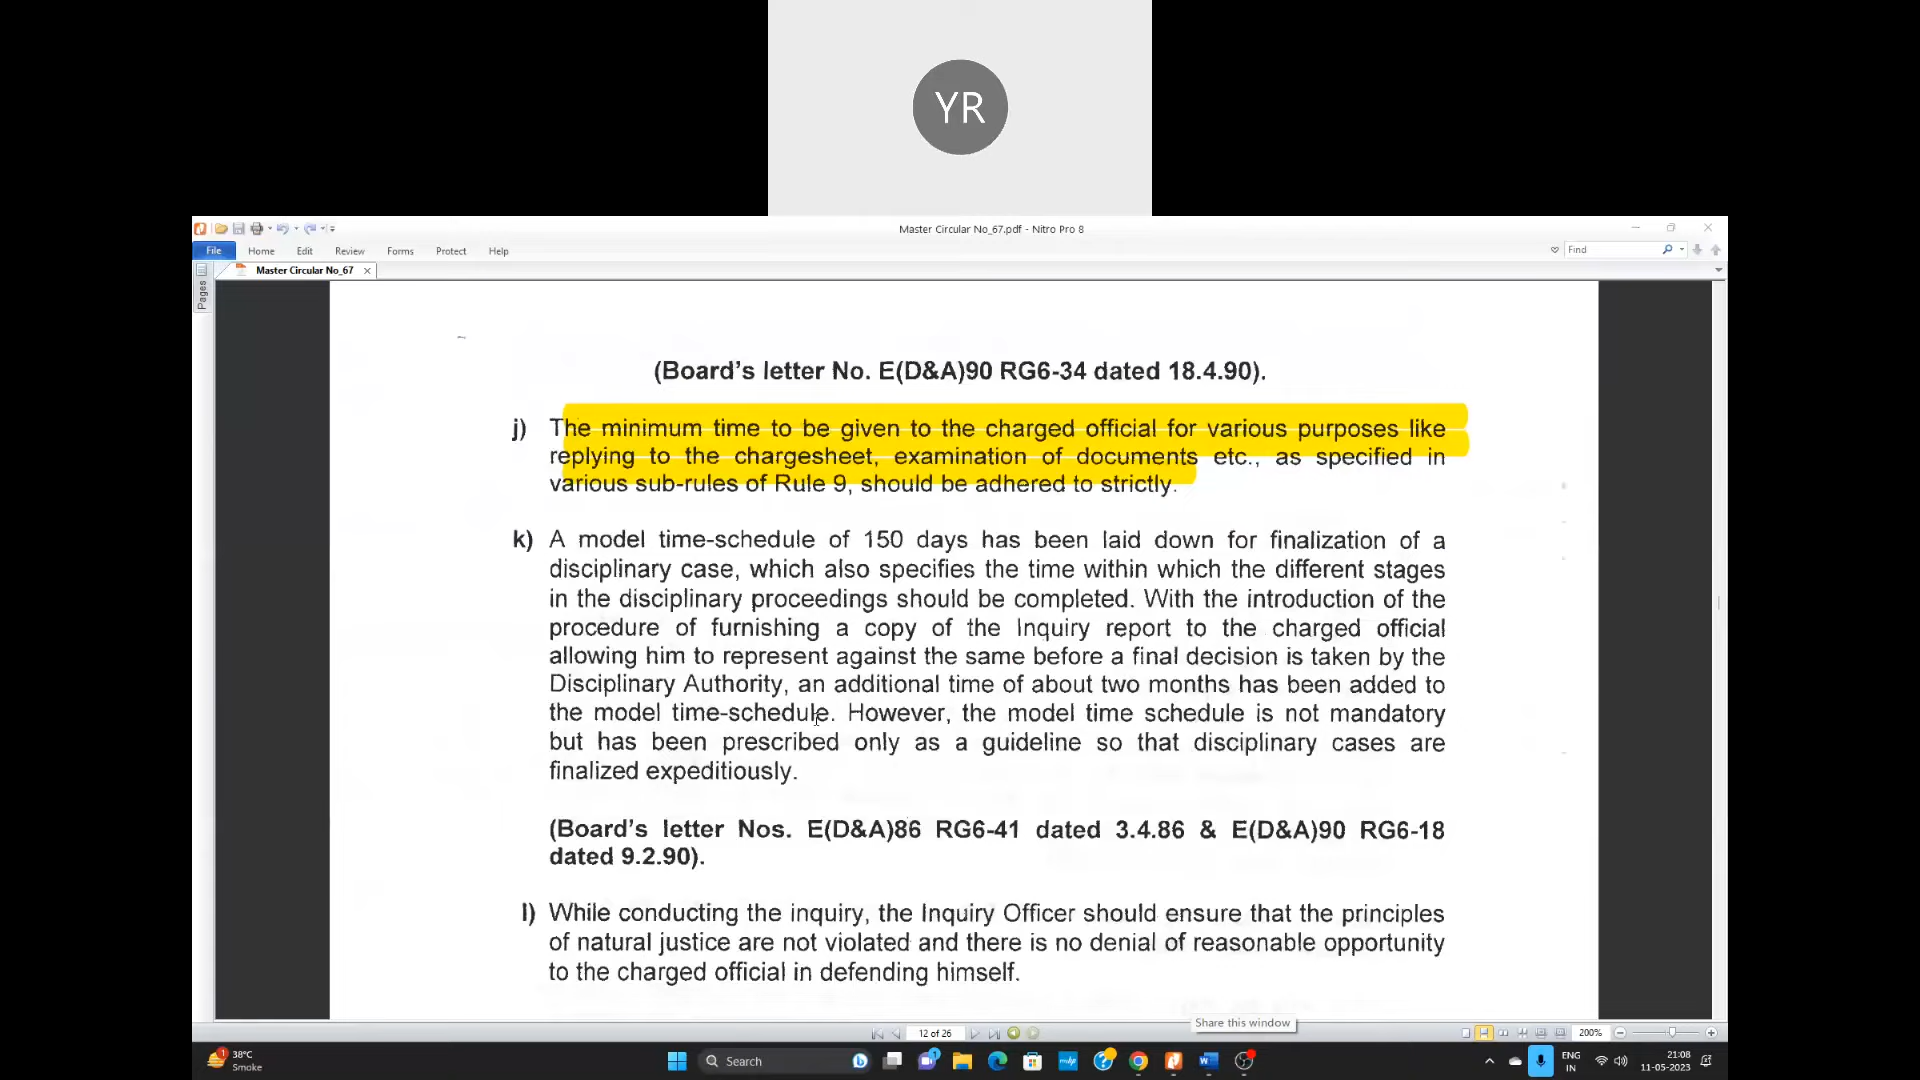 YR
Master Circular No_67.pdf - Nitro Pro 8
File Home Edit Review Forms Protect Help
Find
Master Circular No_67
Pages
(Board's letter No. E(D&A)90 RG6-34 dated 18.4.90).
j) The minimum time to be given to the charged official for various purposes like
replying to the chargesheet, examination of documents etc., as specified in
various sub-rules of Rule 9, should be adhered to strictly.
k) A model time-schedule of 150 days has been laid down for finalization of a
disciplinary case, which also specifies the time within which the different stages
in the disciplinary proceedings should be completed. With the introduction of the
procedure of furnishing a copy of the Inquiry report to the charged official
allowing him to represent against the same before a final decision is taken by the
Disciplinary Authority, an additional time of about two months has been added to
the model time-schedule. However, the model time schedule is not mandatory
but has been prescribed only as a guideline so that disciplinary cases are
finalized expeditiously.
(Board's letter Nos. E(D&A)86 RG6-41 dated 3.4.86 & E(D&A)90 RG6-18
dated 9.2.90).
l) While conducting the inquiry, the Inquiry Officer should ensure that the principles
of natural justice are not violated and there is no denial of reasonable opportunity
to the charged official in defending himself.
Share this window
12 of 26
200%
38°C
Smoke
Search
ENG
IN
21:08
11-05-2023